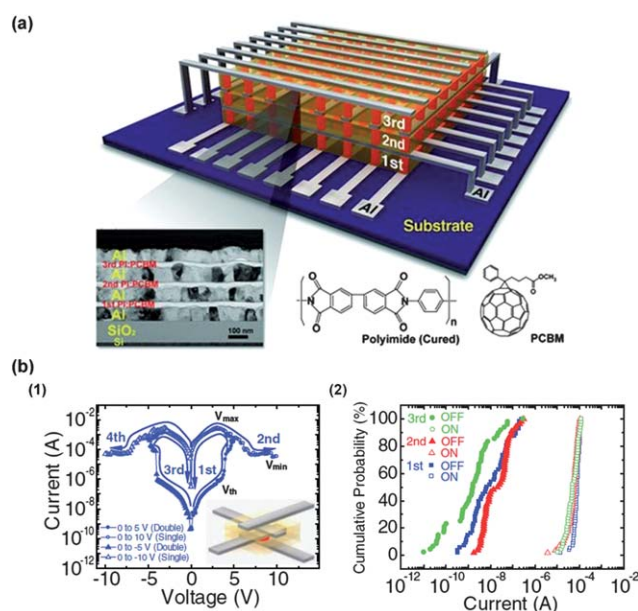 (a)
3rd
2nd
1st
Al
Substrate
Al
3rd PI:PCBM
Al
2nd PI:PCBM
Al
1st PI:PCBM
Al
SiO₂
Si
100 nm
O
O
N
N
O
O
n
Polyimide (Cured)
O
OCH₃
PCBM
(b)
(1)
Current (A)
10⁰
10⁻²
10⁻⁴
10⁻⁶
10⁻⁸
10⁻¹⁰
10⁻¹²
4th
Vmax
2nd
3rd
1st
Vmin
Vth
0 to 5 V (Double)
0 to 10 V (Single)
0 to -5 V (Double)
0 to -10 V (Single)
-10
-5
0
5
10
Voltage (V)
(2)
Cumulative Probability (%)
100
80
60
40
20
0
3rd OFF
ON
2nd OFF
ON
1st OFF
ON
10⁻¹²
10⁻¹⁰
10⁻⁸
10⁻⁶
10⁻⁴
10⁻²
Current (A)